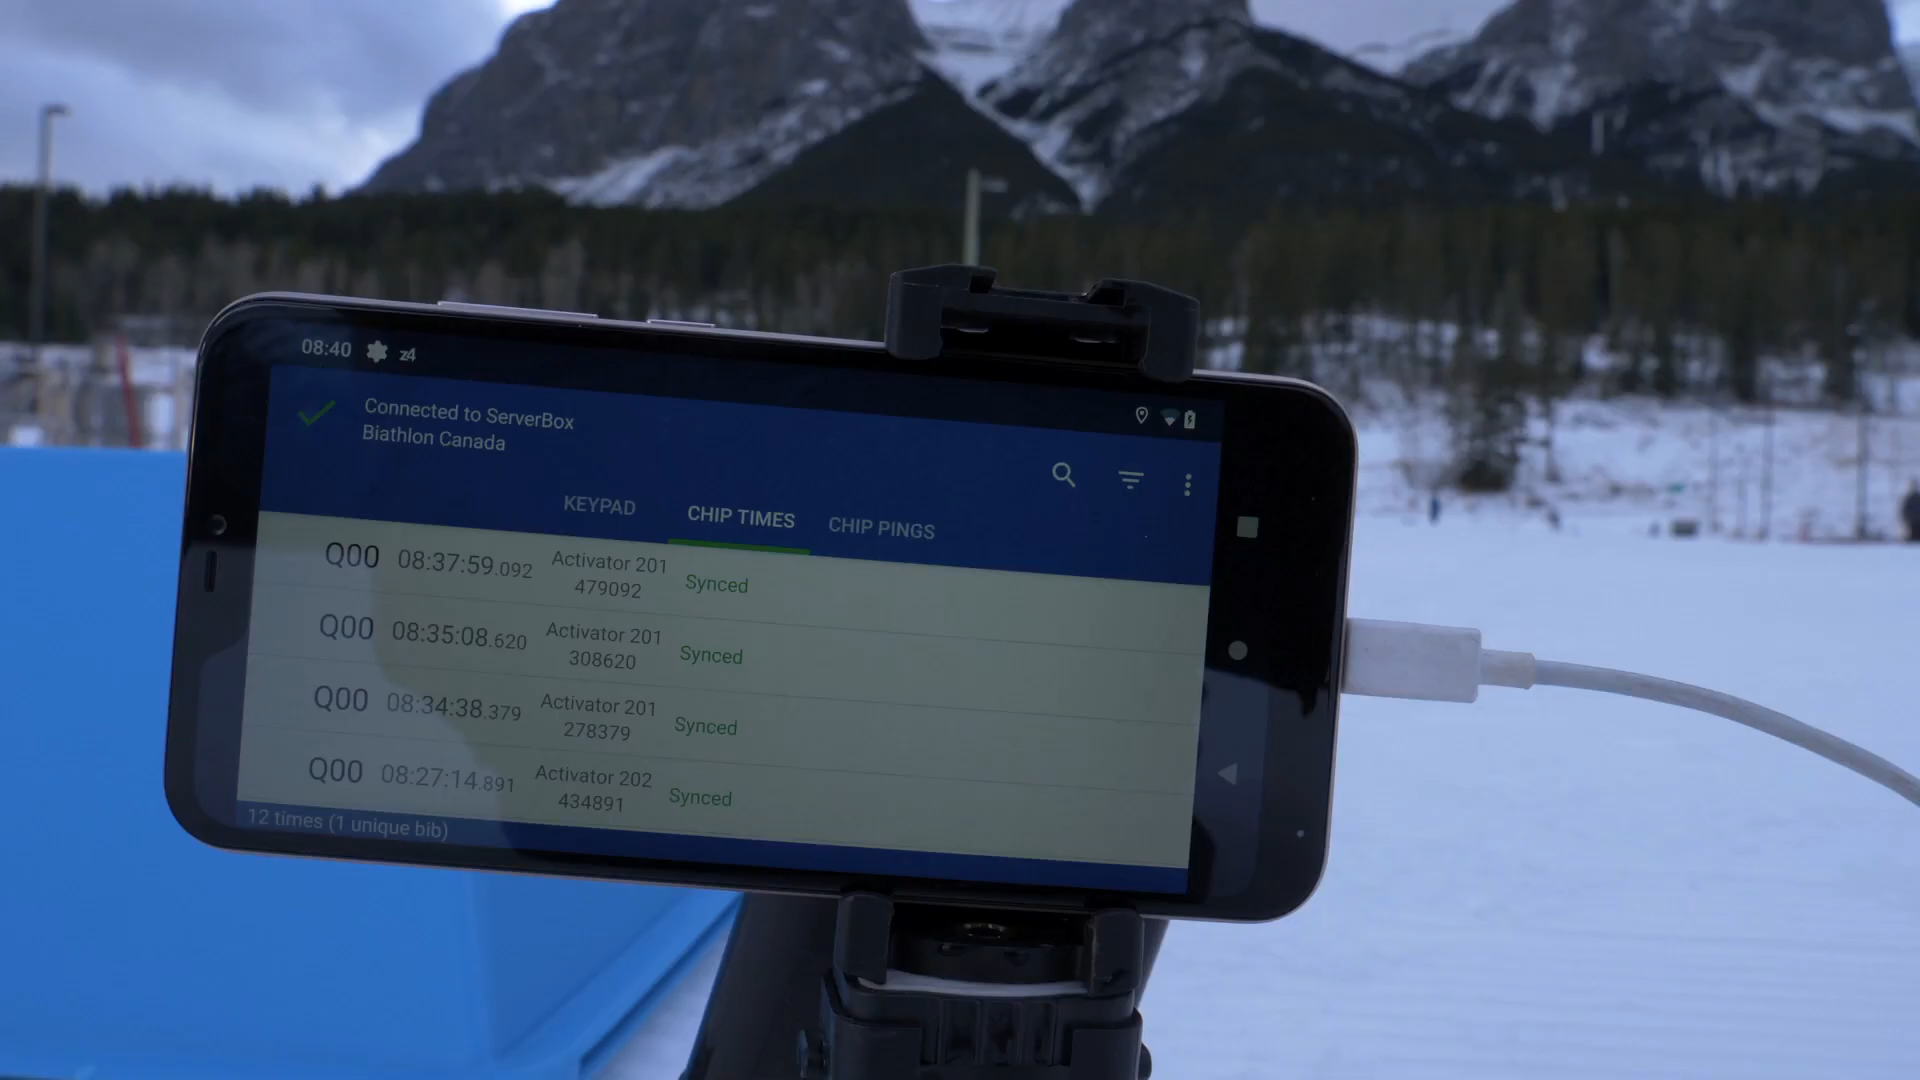 08:40 z4
Connected to ServerBox
Biathlon Canada
KEYPAD CHIP TIMES CHIP PINGS
Q00 08:37:59.092 Activator 201 Synced
479092
Q00 08:35:08.620 Activator 201 Synced
308620
Q00 08:34:38.379 Activator 201 Synced
278379
Q00 08:27:14.891 Activator 202 Synced
434891
12 times (1 unique bib)